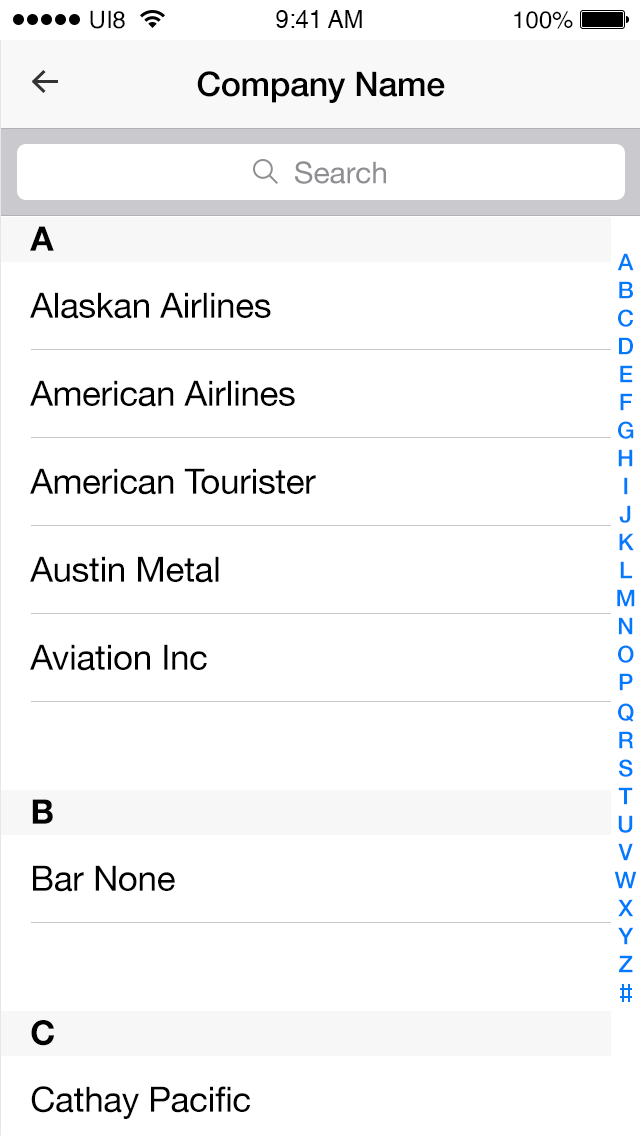 UI8 9:41 AM 100%
Company Name
Search
A
Alaskan Airlines
American Airlines
American Tourister
Austin Metal
Aviation Inc
B
Bar None
C
Cathay Pacific
A
B
C
D
E
F
G
H
I
J
K
L
M
N
O
P
Q
R
S
T
U
V
W
X
Y
Z
#